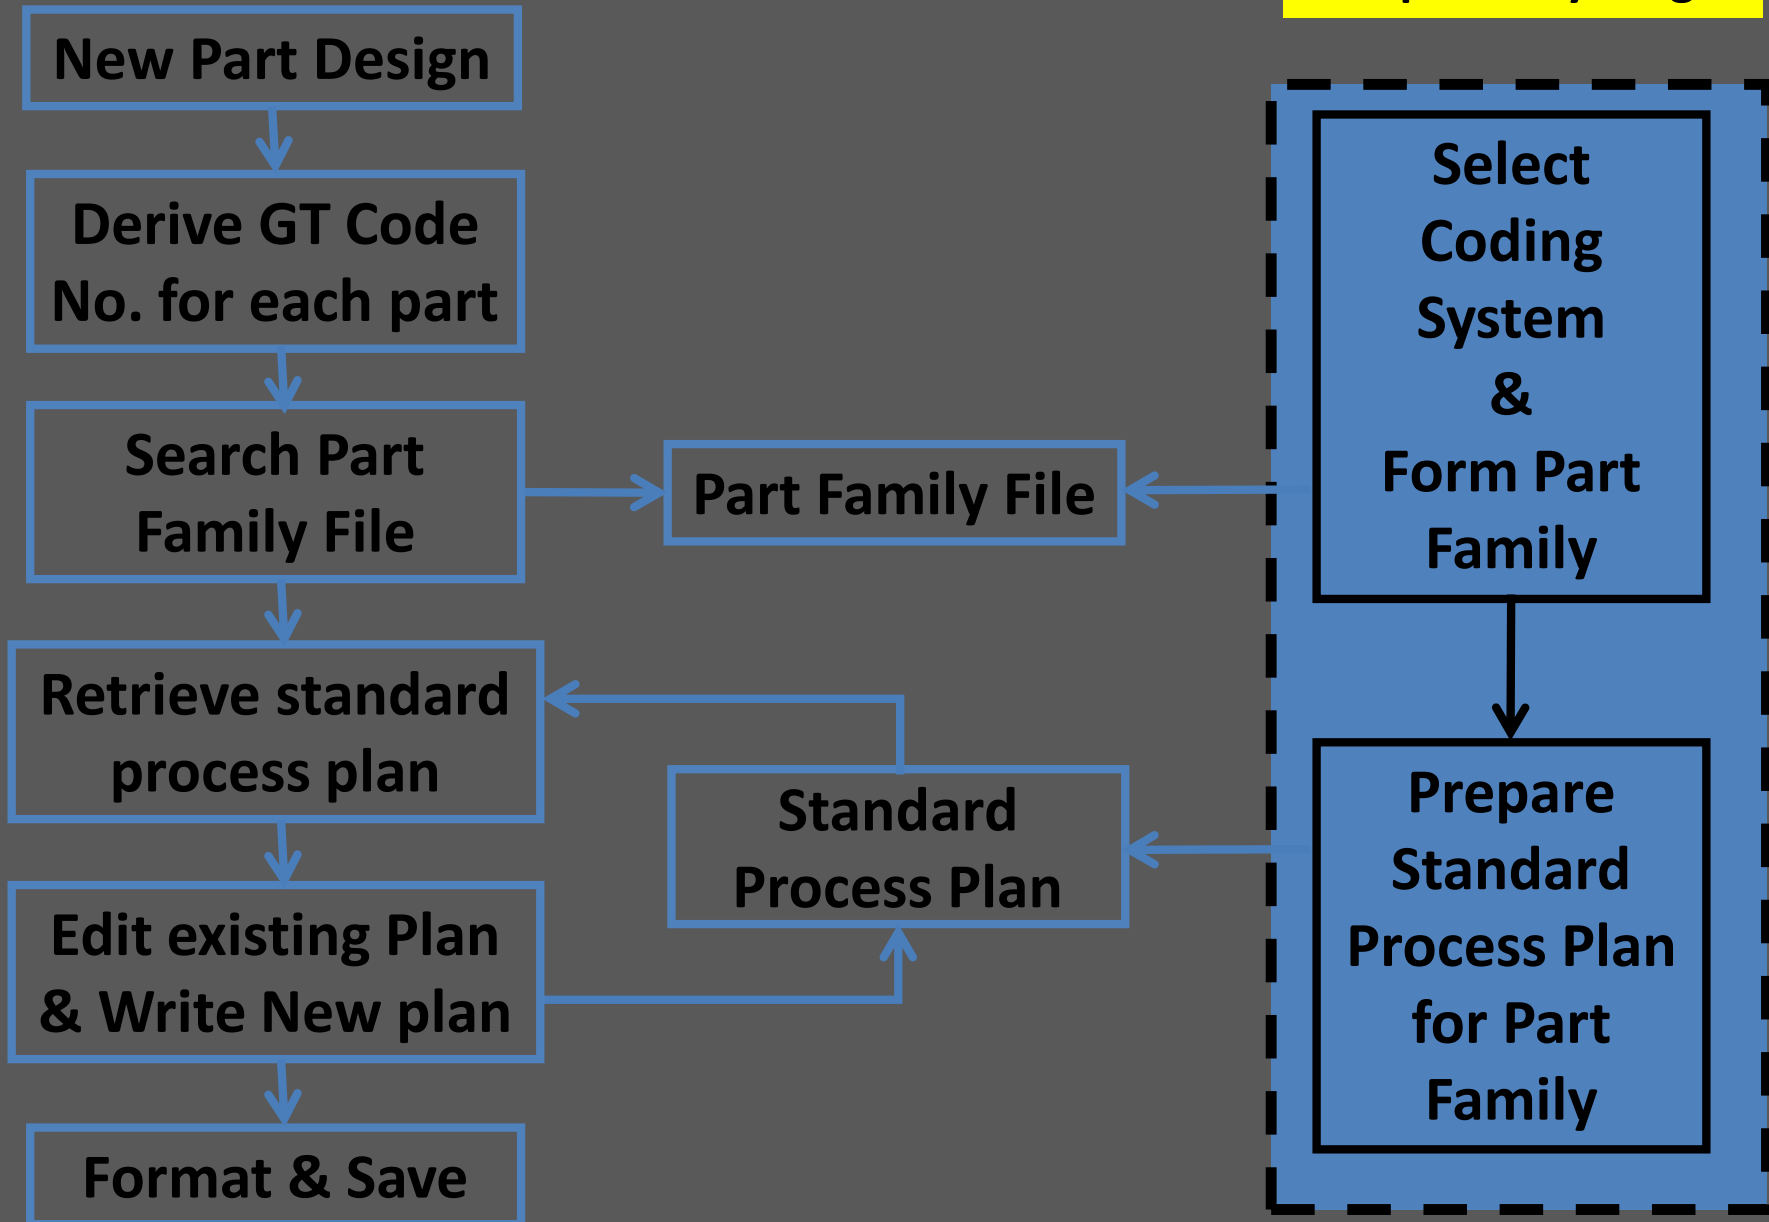 New Part Design
Derive GT Code
No. for each part
Search Part
Family File
Retrieve standard
process plan
Edit existing Plan
& Write New plan
Format & Save
Part Family File
Standard
Process Plan
Select
Coding
System
&
Form Part
Family
Prepare
Standard
Process Plan
for Part
Family